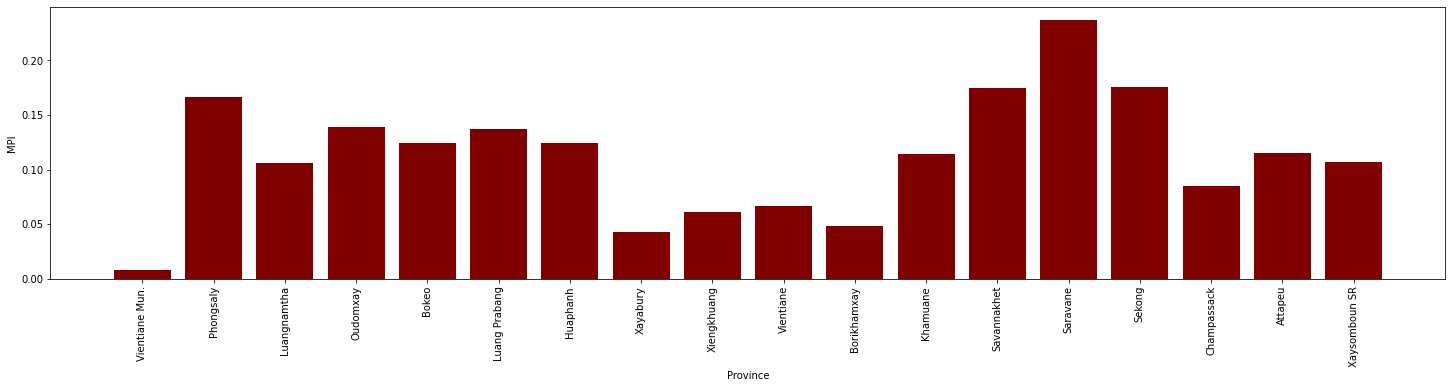 MPI
0.20
0.15
0.10
0.05
0.00
Vientiane Mun.
Phongsaly
Luangnamtha
Oudomxay
Bokeo
Luang Prabang
Huaphanh
Xayabury
Xiengkhuang
Vientiane
Borikhamxay
Khamuane
Savannakhet
Saravane
Sekong
Champassack
Attapeu
Xaysomboun SR
Province